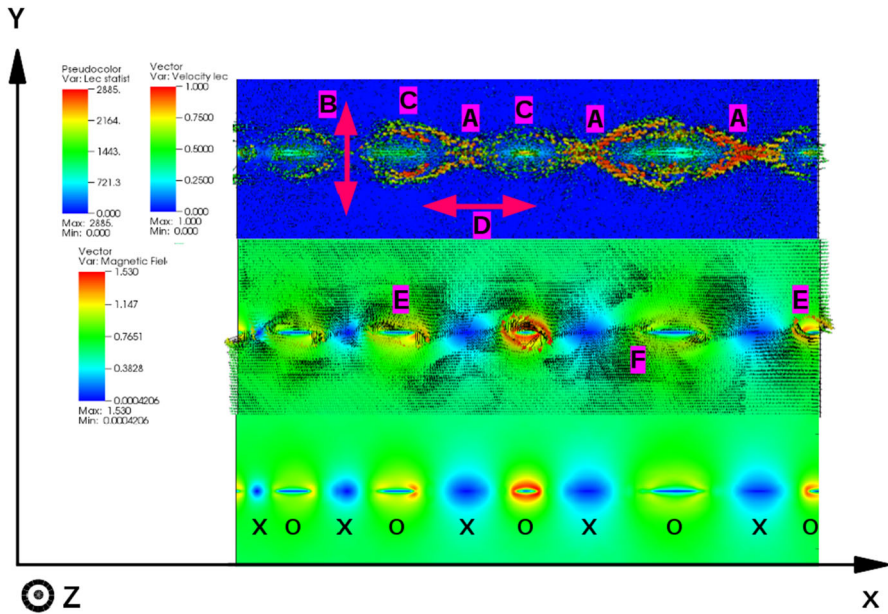 Y
Pseudocolor
Var: Lec statist
2885.
2164.
1443.
721.3
0.000
Max: 2885.
Min: 0.000
Vector
Var: Velocity lec
1.000
0.7500
0.5000
0.2500
0.000
Max: 1.000
Min: 0.000
B C A C A A
D
Vector
Var: Magnetic Fiel
1.530
1.147
0.7651
0.3828
0.0004206
Max: 1.530
Min: 0.0004206
E E
F
X O X O X O X O X O
Z X